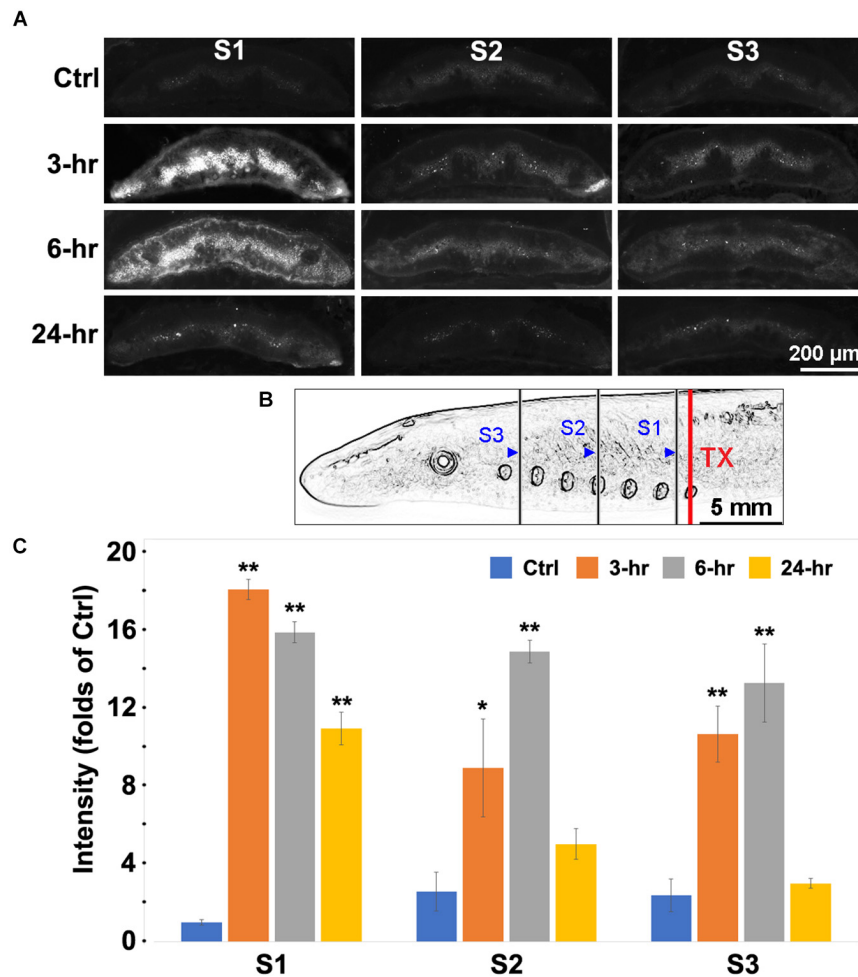 A
S1 S2 S3
Ctrl
3-hr
6-hr
24-hr
200 μm
B
S3 S2 S1
TX
5 mm
C
Intensity (folds of Ctrl)
20
16
12
8
4
0
Ctrl 3-hr 6-hr 24-hr
** ** **
* **
** **
S1 S2 S3